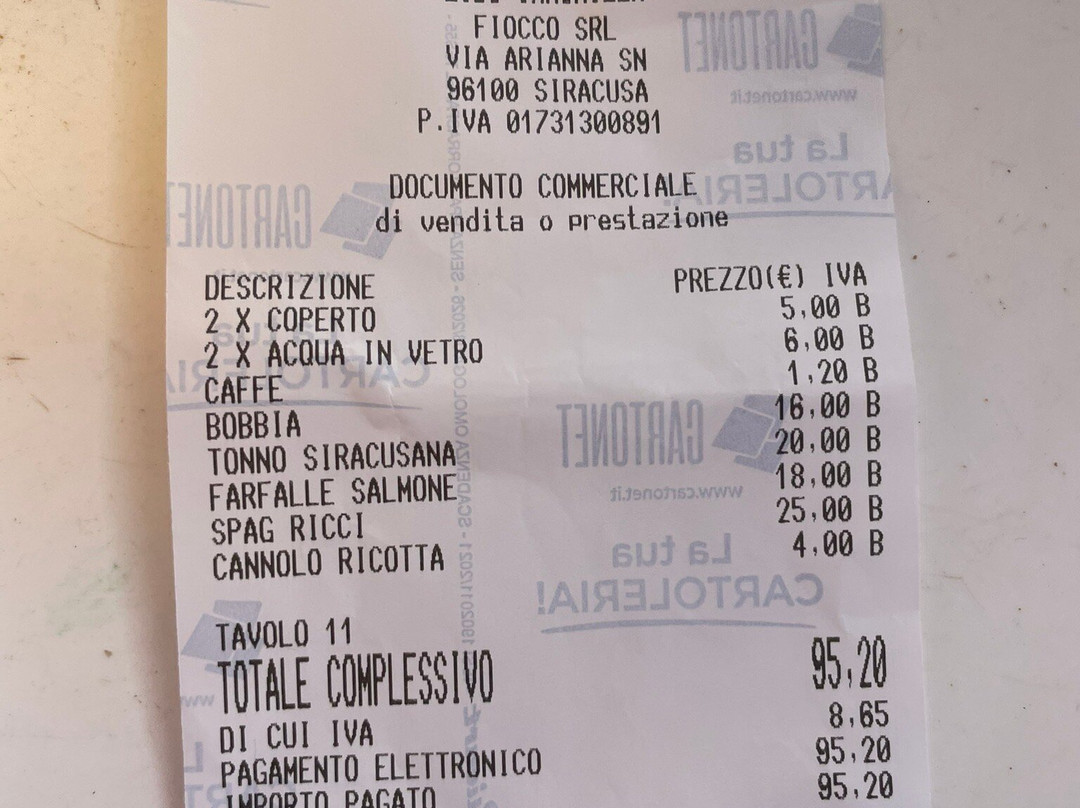 FIOCCO SRL
VIA ARIANNA SN
96100 SIRACUSA
P.IVA 01731300891
DOCUMENTO COMMERCIALE
di vendita o prestazione
DESCRIZIONE PREZZO(€) IVA
2 X COPERTO 5,00 B
2 X ACQUA IN VETRO 6,00 B
CAFFE 1,20 B
BOBBIA 16,00 B
TONNO SIRACUSANA 20,00 B
FARFALLE SALMONE 18,00 B
SPAG RICCI 25,00 B
CANNOLO RICOTTA 4,00 B
TAVOLO 11
TOTALE COMPLESSIVO 95,20
DI CUI IVA 8,65
PAGAMENTO ELETTRONICO 95,20
IMPORTO PAGATO 95,20
CARTONET
www.cartonet.it
La tua
CARTOLERIA!